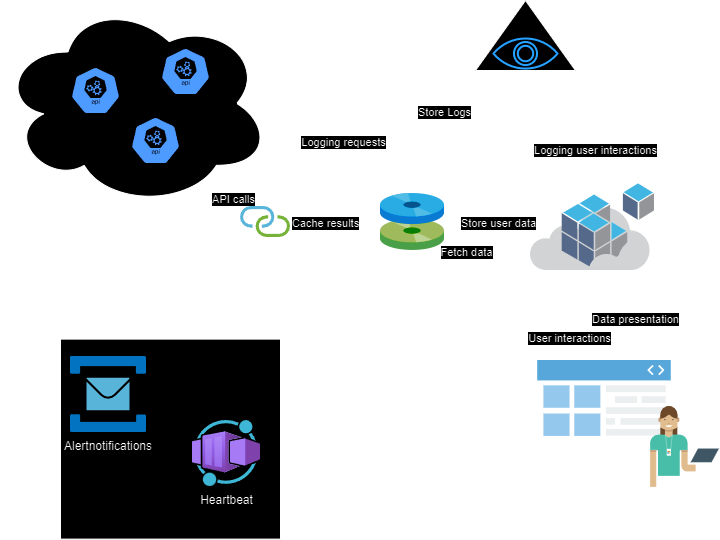 api
api
api
Store Logs
Logging requests
Logging user interactions
API calls
Cache results
Store user data
Fetch data
Data presentation
User interactions
Alertnotifications
Heartbeat